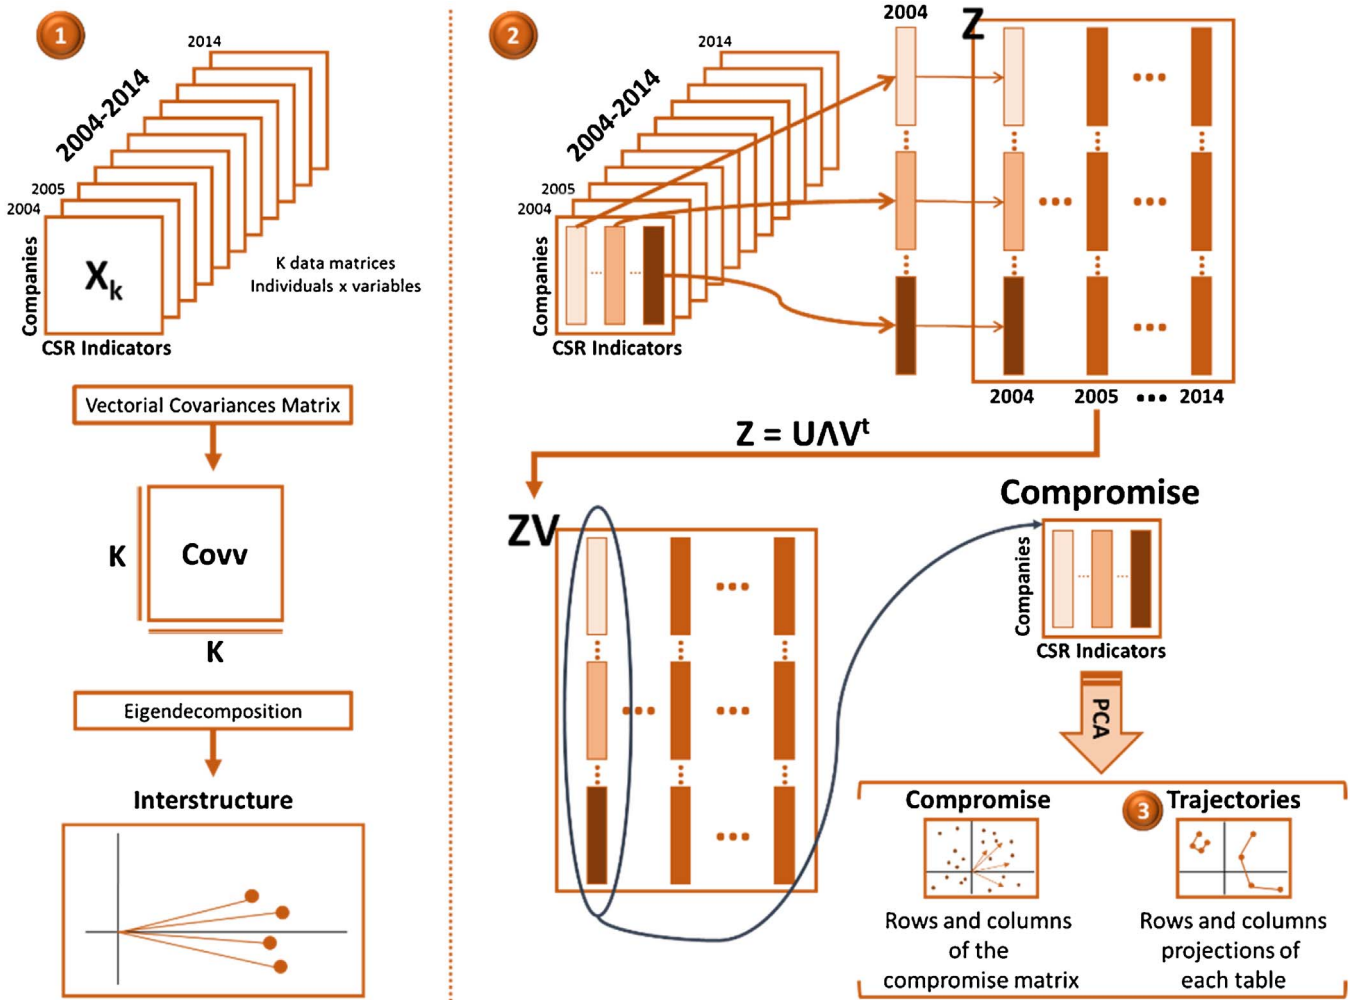 1
2014
2004-2014
2005
2004
Companies
X_k
K data matrices
Individuals x variables
CSR Indicators
Vectorial Covariances Matrix
K
Covv
K
Eigendecomposition
Interstructure
2
2014
2004-2014
2005
2004
Companies
CSR Indicators
2004
Z
2004 2005 ••• 2014
Z = UΛVᵗ
ZV
Compromise
Companies
CSR Indicators
PCA
Compromise
Rows and columns
of the
compromise matrix
3
Trajectories
Rows and columns
projections of
each table